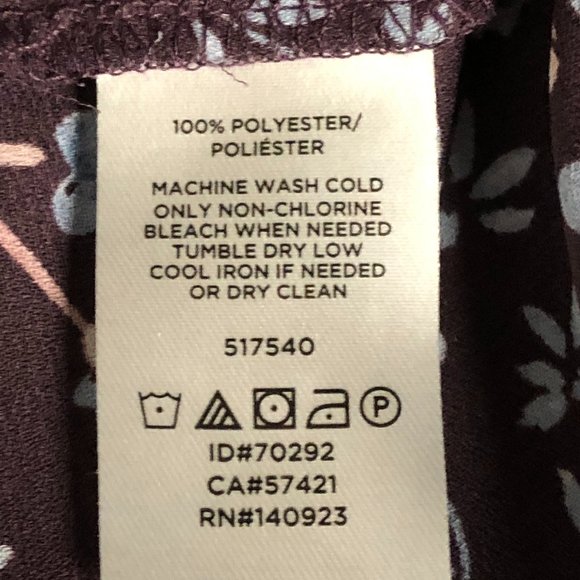 100% POLYESTER/
POLIÉSTER
MACHINE WASH COLD
ONLY NON-CHLORINE
BLEACH WHEN NEEDED
TUMBLE DRY LOW
COOL IRON IF NEEDED
OR DRY CLEAN
517540
P
ID#70292
CA#57421
RN#140923